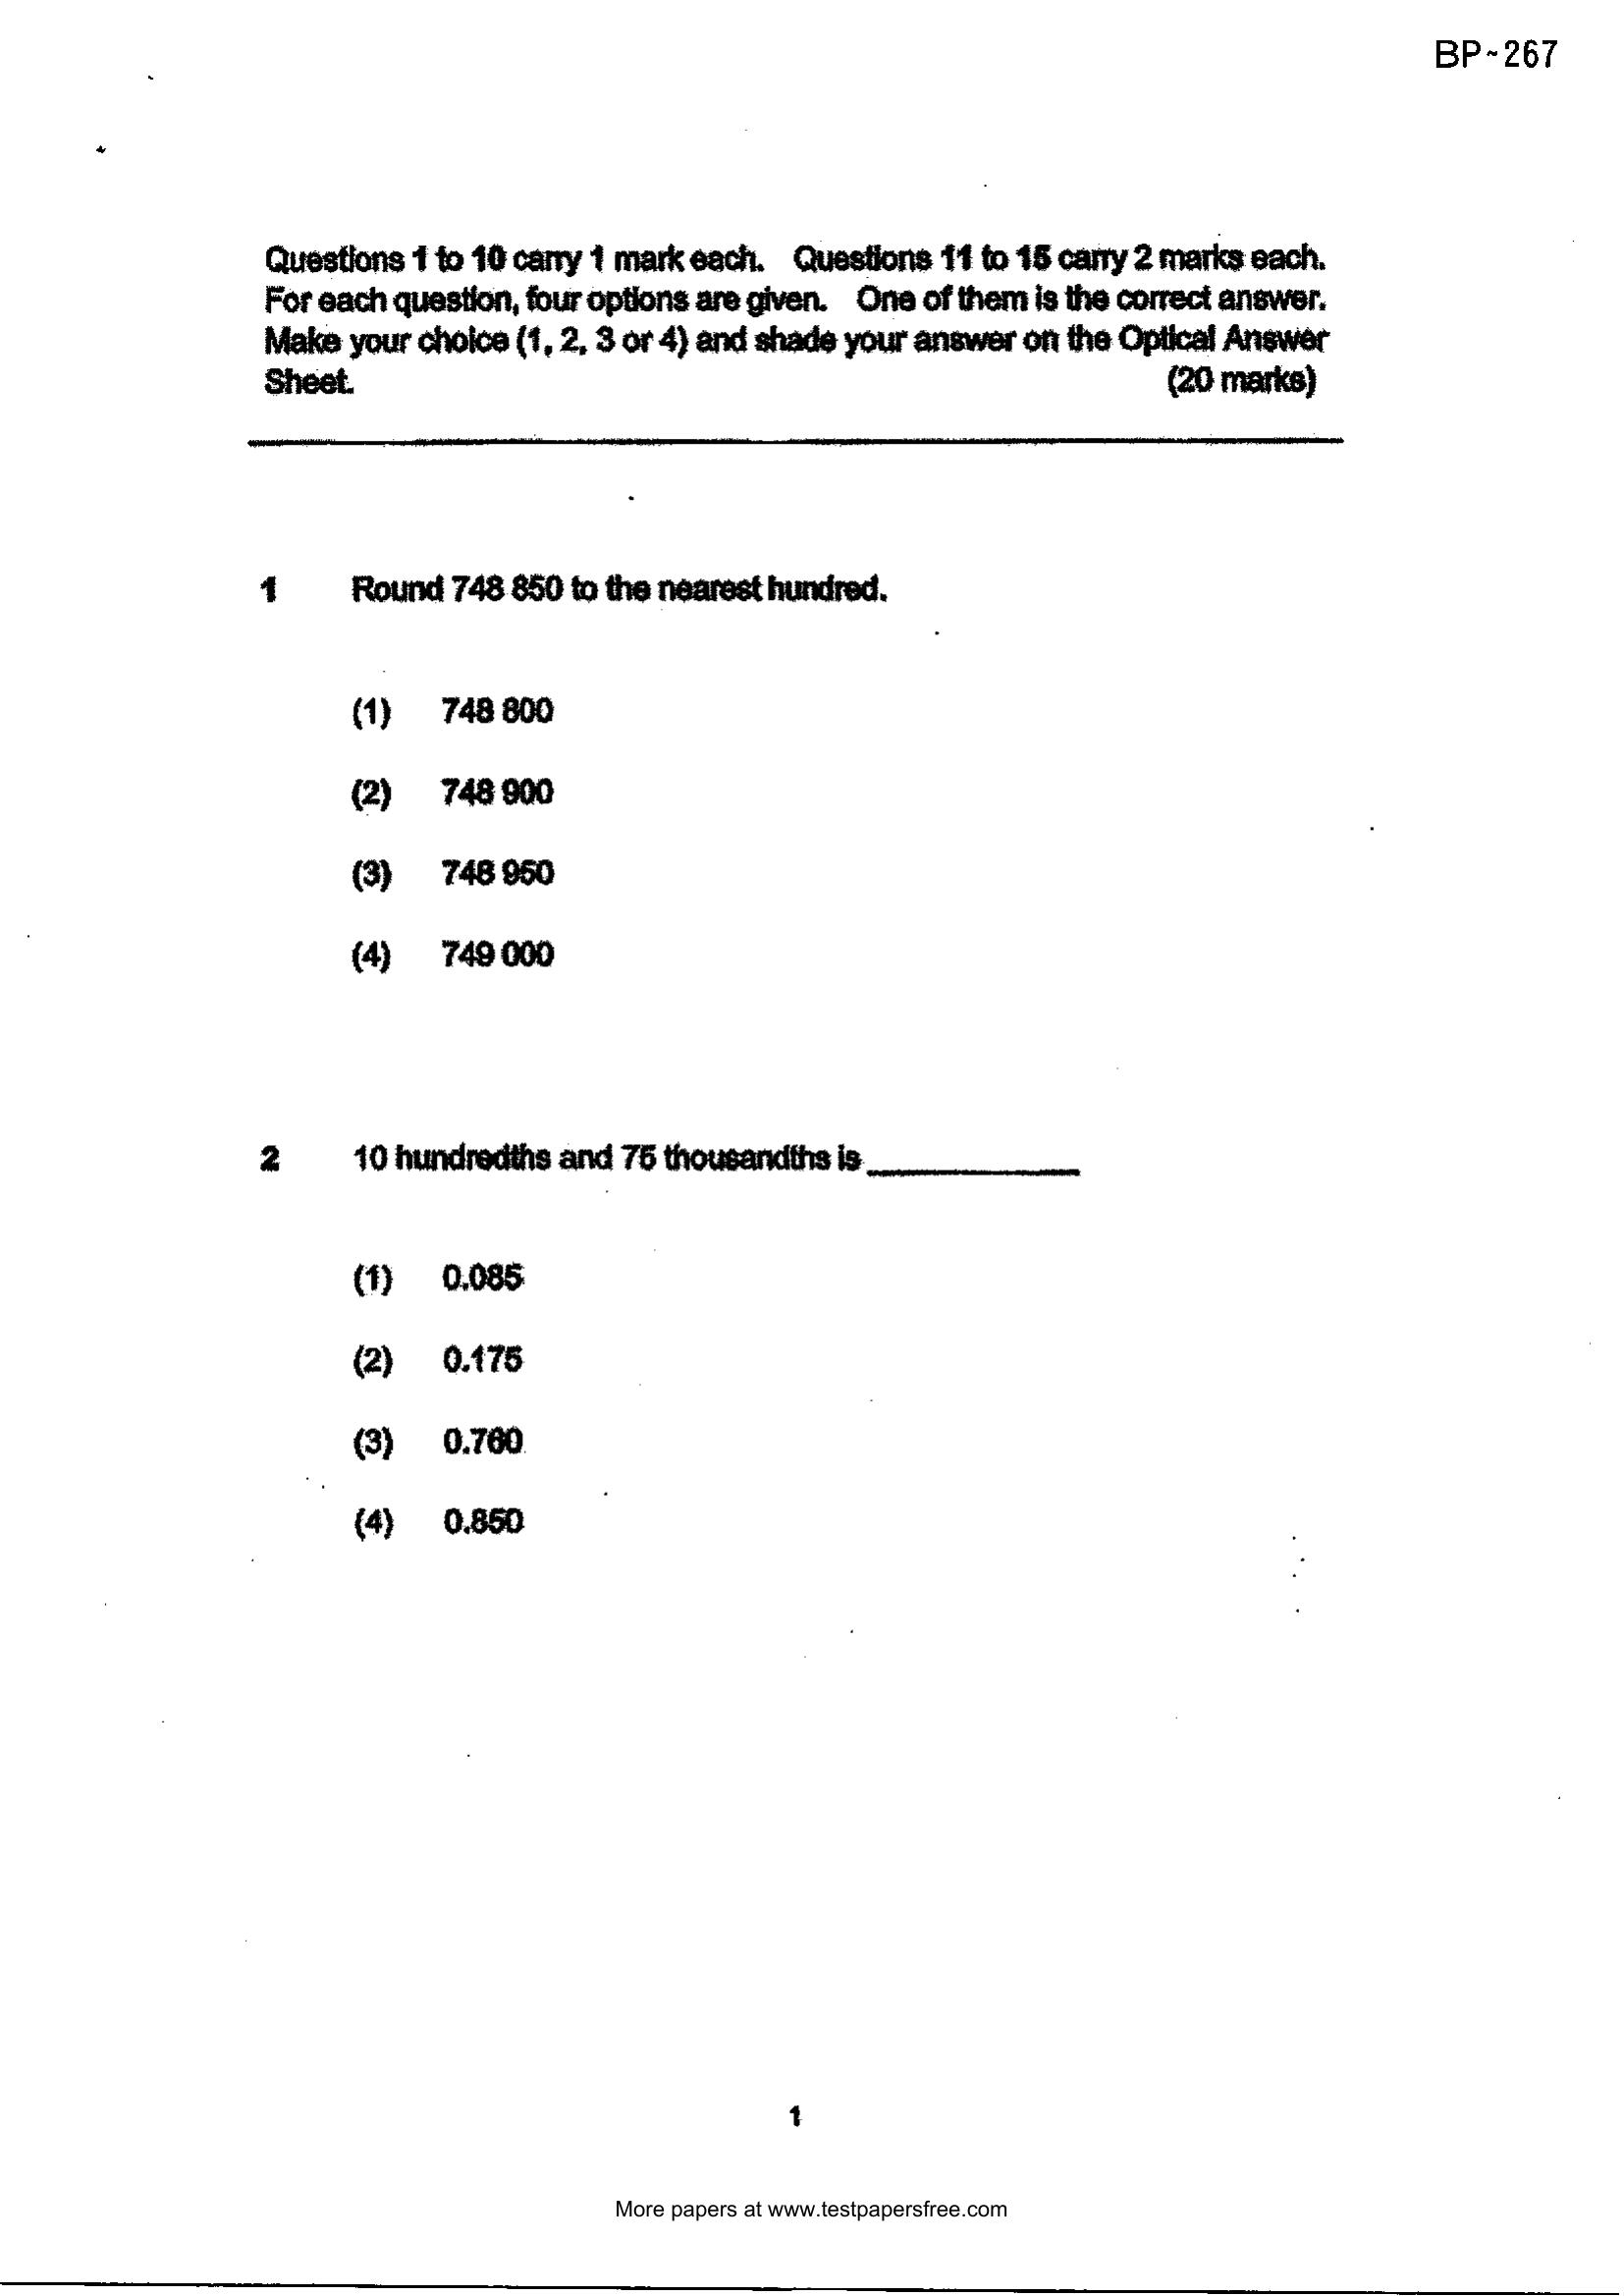 BP~267
Questions 1 to 10 carry 1 mark each. Questions 11 to 15 carry 2 marks each.
For each question, four options are given. One of them is the correct answer.
Make your choice (1, 2, 3 or 4) and shade your answer on the Optical Answer
Sheet. (20 marks)
1 Round 748 850 to the nearest hundred.
(1) 748 800
(2) 748 900
(3) 748 950
(4) 749 000
2 10 hundredths and 75 thousandths is ____________
(1) 0.085
(2) 0.175
(3) 0.760
(4) 0.850
1
More papers at www.testpapersfree.com